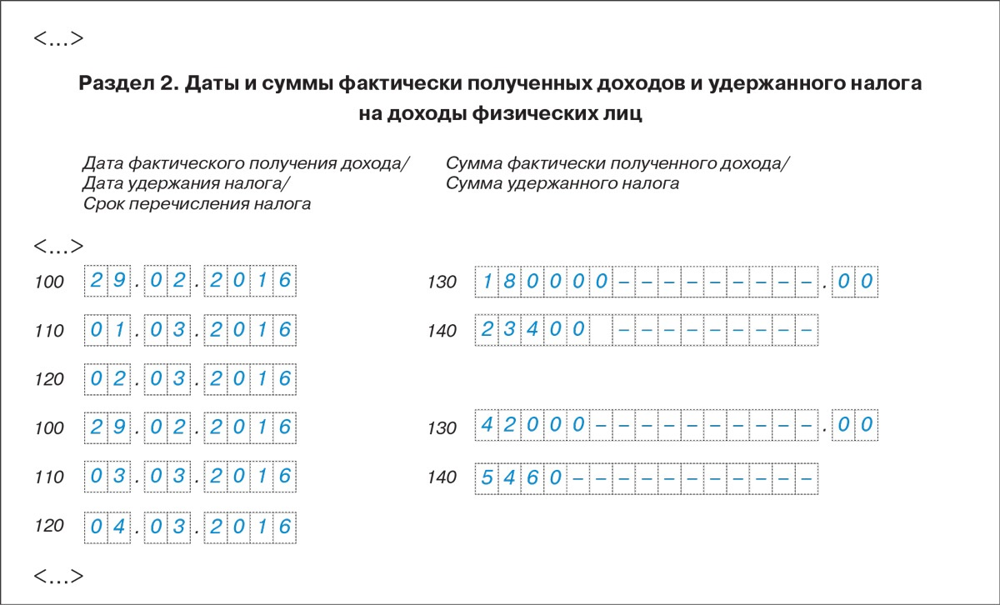 <...>
Раздел 2. Даты и суммы фактически полученных доходов и удержанного налога
на доходы физических лиц
Дата фактического получения дохода/
Дата удержания налога/
Срок перечисления налога
Сумма фактически полученного дохода/
Сумма удержанного налога
<...>
100 29.02.2016 130 180000–––––––––.00
110 01.03.2016 140 23400 –––––––––
120 02.03.2016
100 29.02.2016 130 42000––––––––––.00
110 03.03.2016 140 5460–––––––––––
120 04.03.2016
<...>